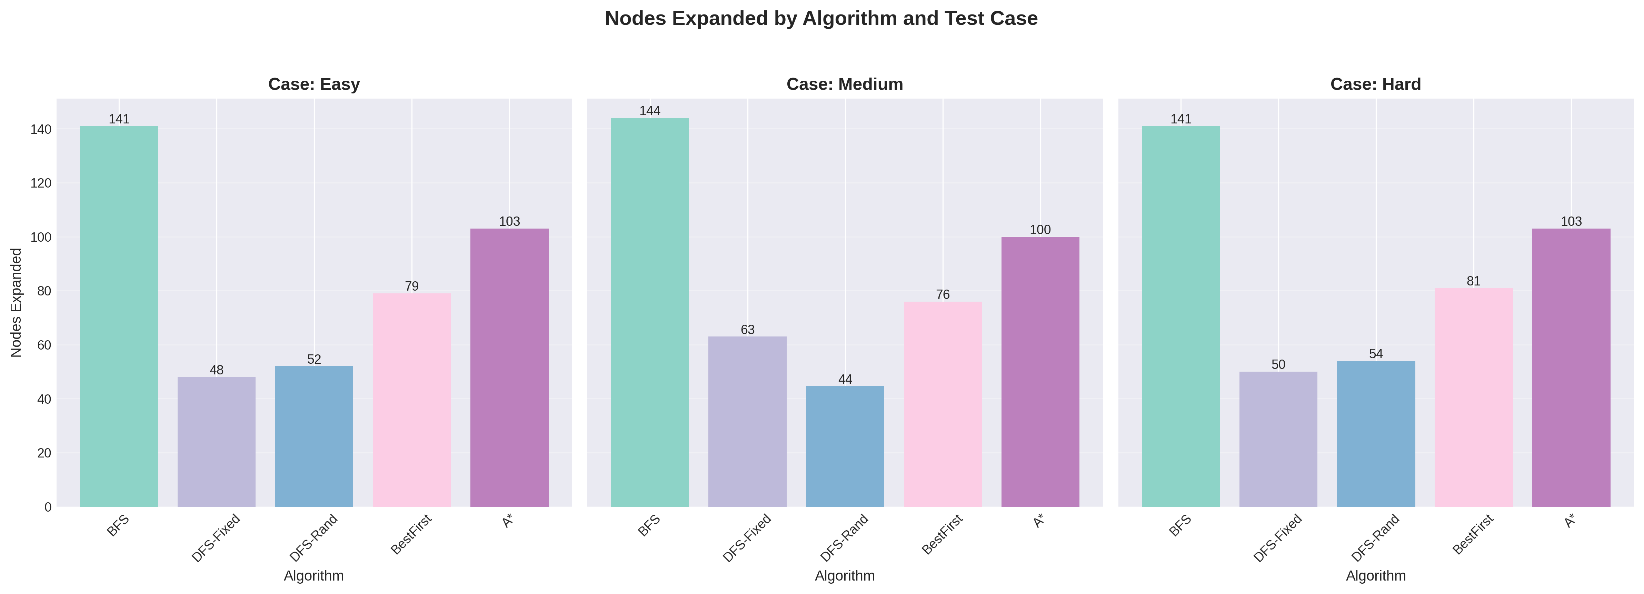 Nodes Expanded by Algorithm and Test Case
Case: Easy
Nodes Expanded
140
120
100
80
60
40
20
0
141
48
52
79
103
BFS
DFS-Fixed
DFS-Rand
BestFirst
A*
Algorithm
Case: Medium
144
63
44
76
100
BFS
DFS-Fixed
DFS-Rand
BestFirst
A*
Algorithm
Case: Hard
141
50
54
81
103
BFS
DFS-Fixed
DFS-Rand
BestFirst
A*
Algorithm